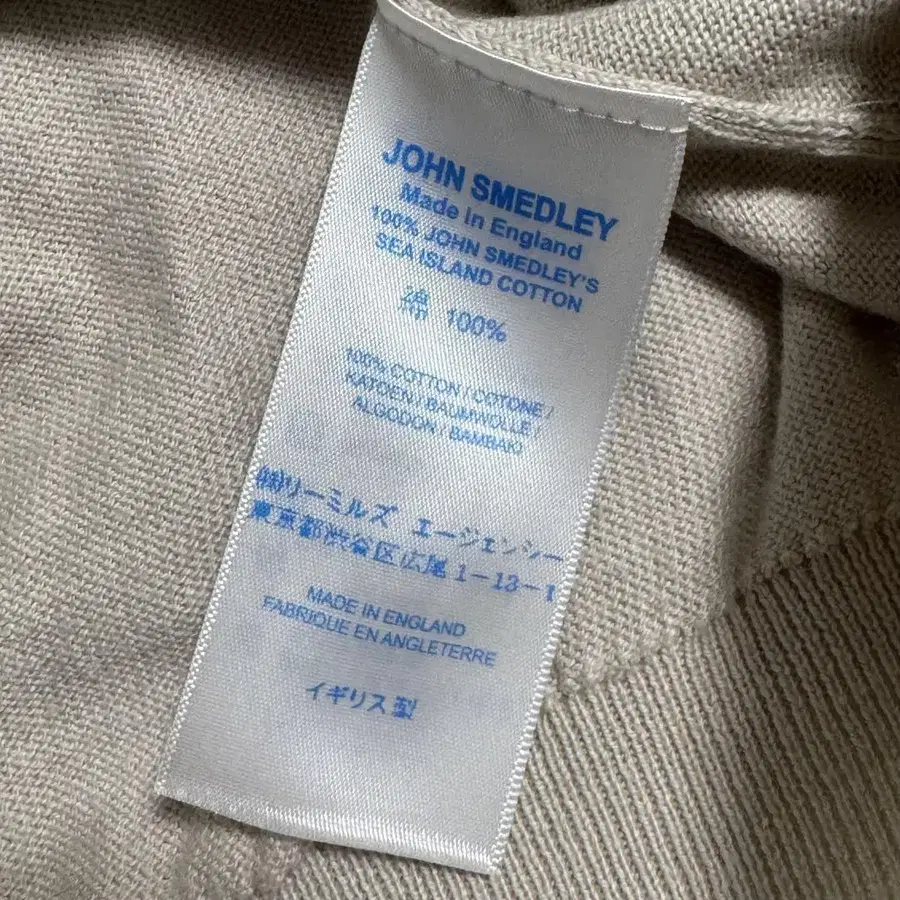 JOHN SMEDLEY
Made in England
100% JOHN SMEDLEY'S
SEA ISLAND COTTON
綿 100%
100% COTTON / COTONE /
KATOEN / BAUMWOLLE /
ALGODON / BAMBAKI
㈱リーミルズ エージェンシー
東京都渋谷区広尾1-13-1
MADE IN ENGLAND
FABRIQUE EN ANGLETERRE
イギリス製